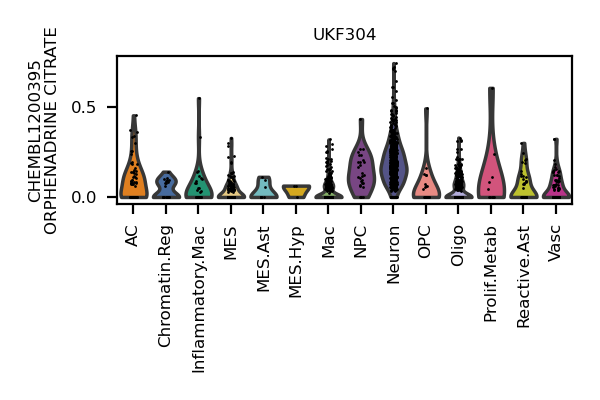 UKF304
CHEMBL1200395
ORPHENADRINE CITRATE
0.5
0.0
AC
Chromatin.Reg
Inflammatory.Mac
MES
MES.Ast
MES.Hyp
Mac
NPC
Neuron
OPC
Oligo
Prolif.Metab
Reactive.Ast
Vasc